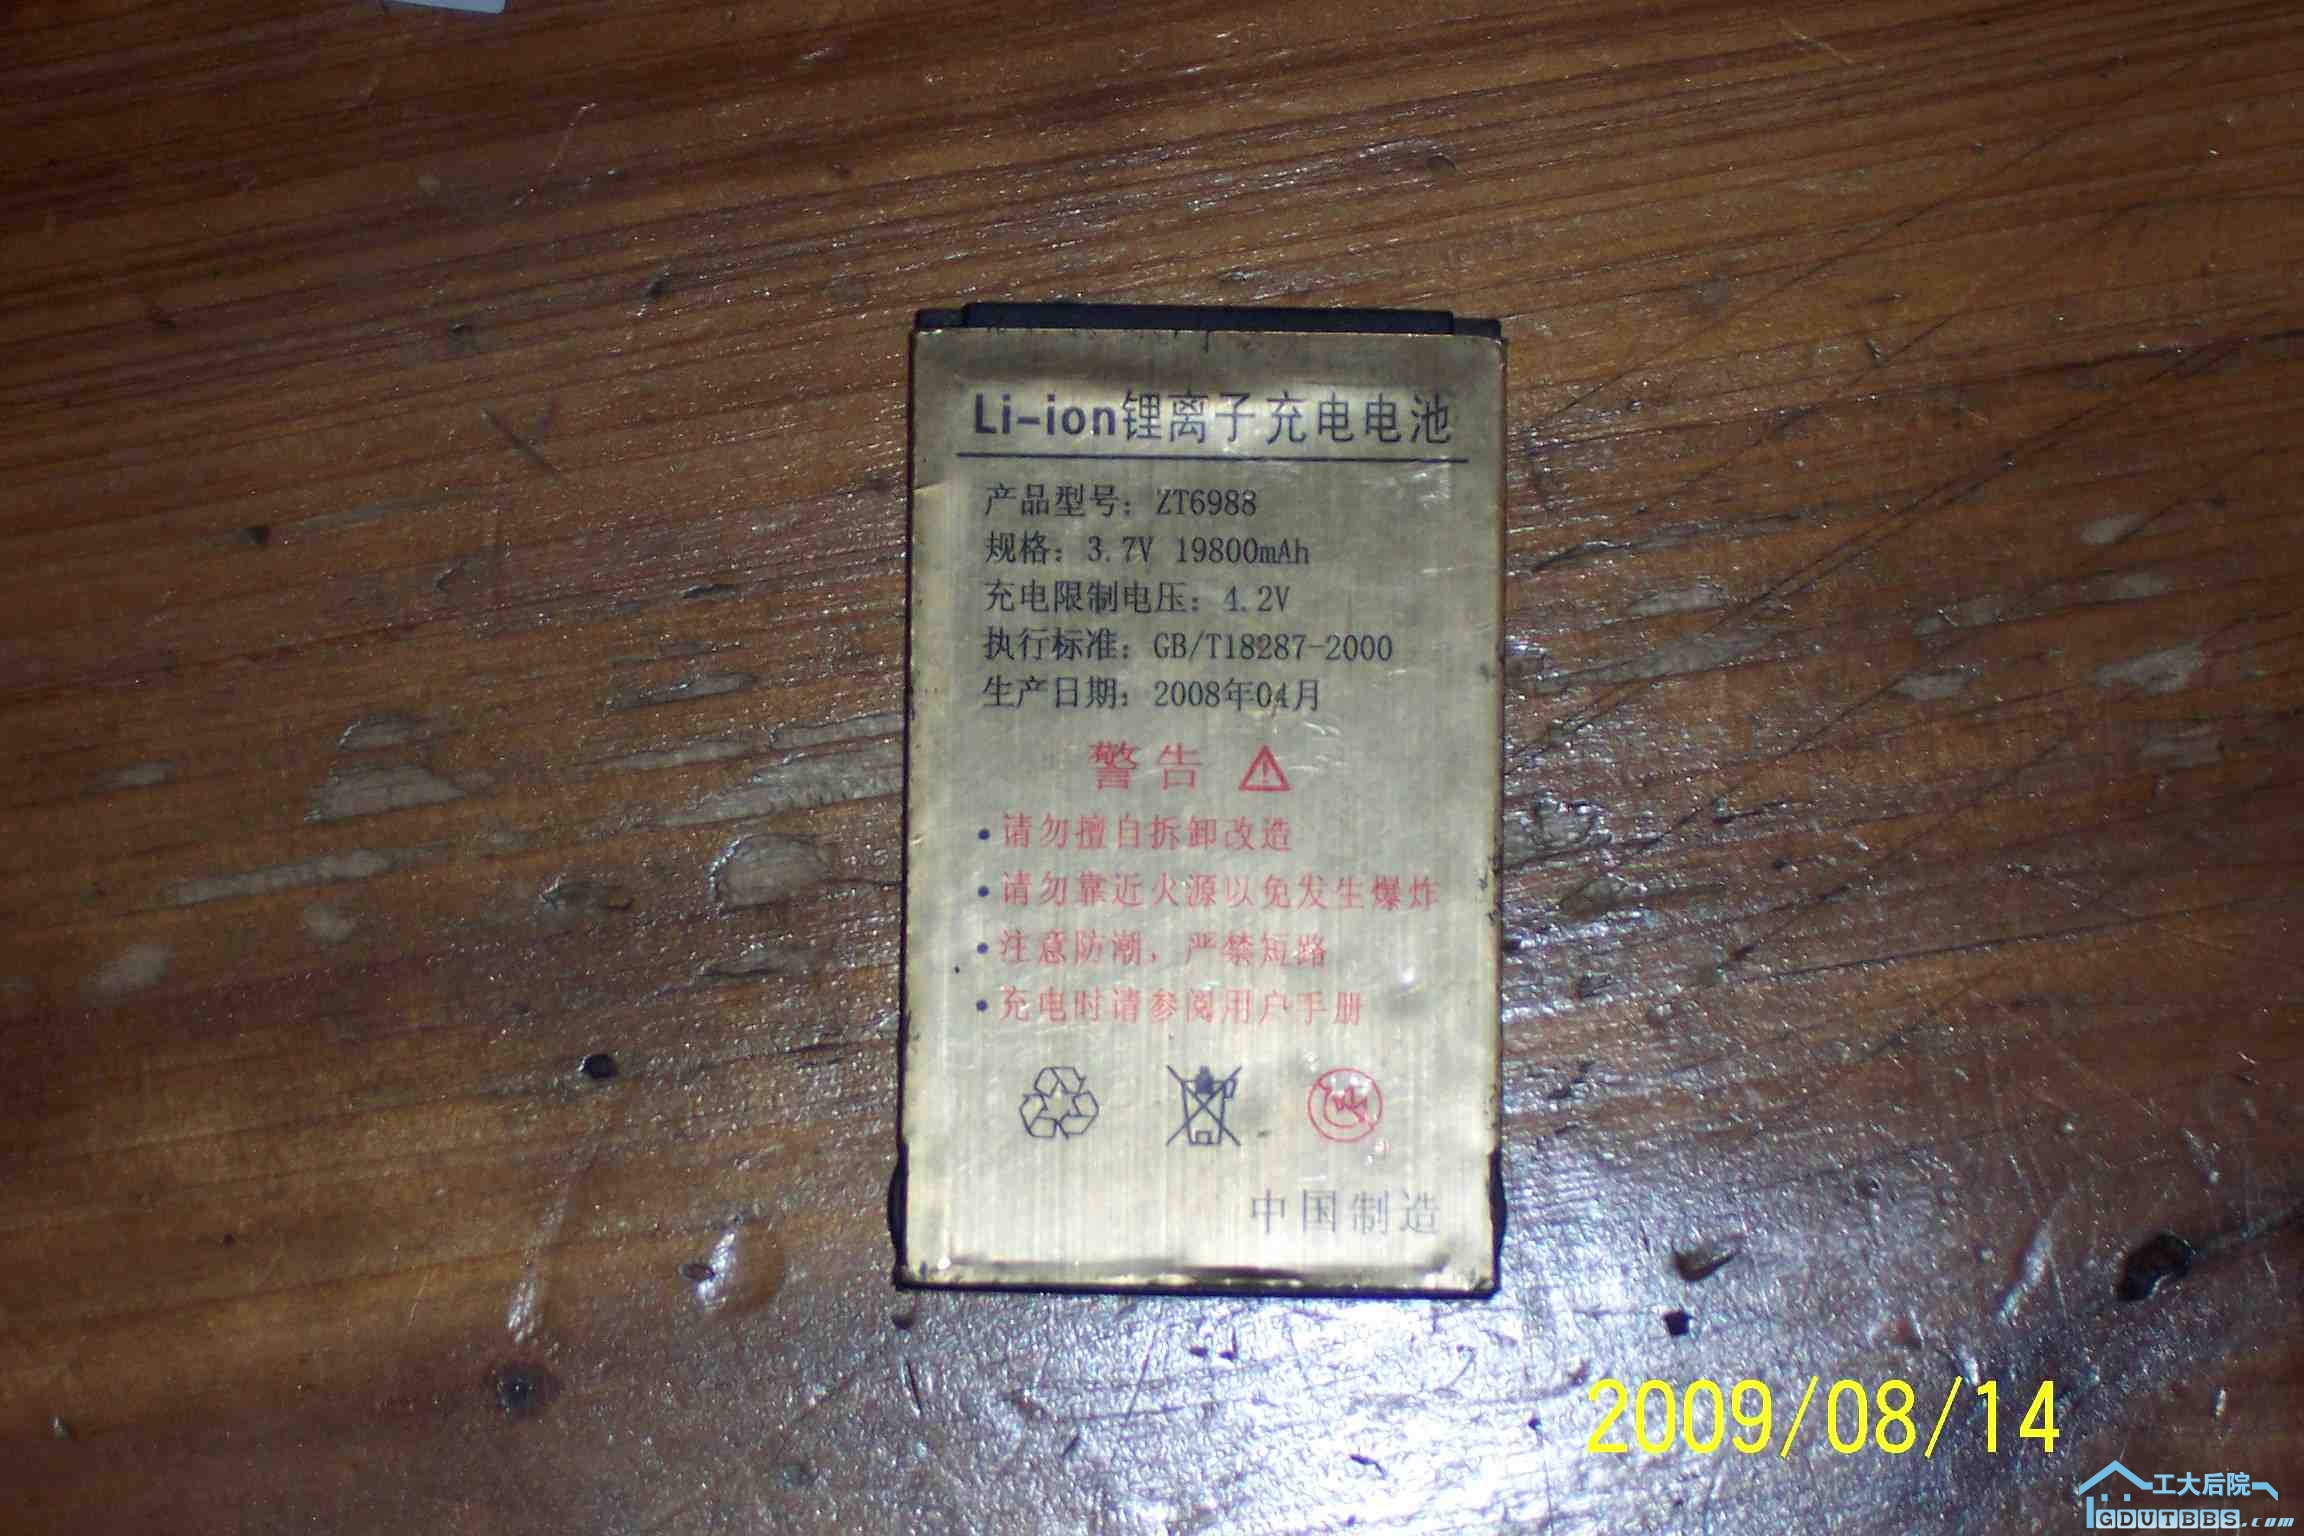 Li-ion锂离子充电电池
产品型号：ZT6988
规格：3.7V 19800mAh
充电限制电压：4.2V
执行标准：GB/T18287-2000
生产日期：2008年04月
警告
•请勿擅自拆卸改造
•请勿靠近火源以免发生爆炸
•注意防潮，严禁短路
•充电时请参阅用户手册
中国制造
2009/08/14
工大后院
GDUTBBS.com